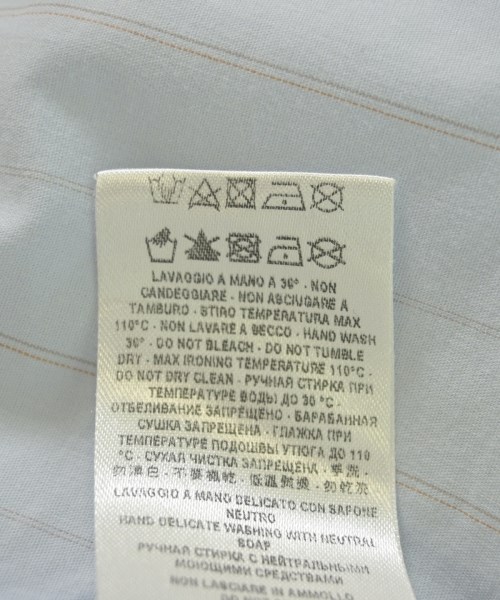 LAVAGGIO A MANO A 30° - NON
CANDEGGIARE - NON ASCIUGARE A
TAMBURO - STIRO TEMPERATURA MAX
110°C - NON LAVARE A SECCO - HAND WASH
30° - DO NOT BLEACH - DO NOT TUMBLE
DRY - MAX IRONING TEMPERATURE 110°C -
DO NOT DRY CLEAN - РУЧНАЯ СТИРКА ПРИ
ТЕМПЕРАТУРЕ ВОДЫ ДО 30 °C -
ОТБЕЛИВАНИЕ ЗАПРЕЩЕНО - БАРАБАННАЯ
СУШКА ЗАПРЕЩЕНА - ГЛАЖКА ПРИ
ТЕМПЕРАТУРЕ ПОДОШВЫ УТЮГА ДО 110
°C - СУХАЯ ЧИСТКА ЗАПРЕЩЕНА -
LAVAGGIO A MANO DELICATO CON SAPONE
NEUTRO
HAND DELICATE WASHING WITH NEUTRAL
SOAP
РУЧНАЯ СТИРКА С НЕЙТРАЛЬНЫМИ
МОЮЩИМИ СРЕДСТВАМИ
NON LASCIARE IN AMMOLLO
DO NOT